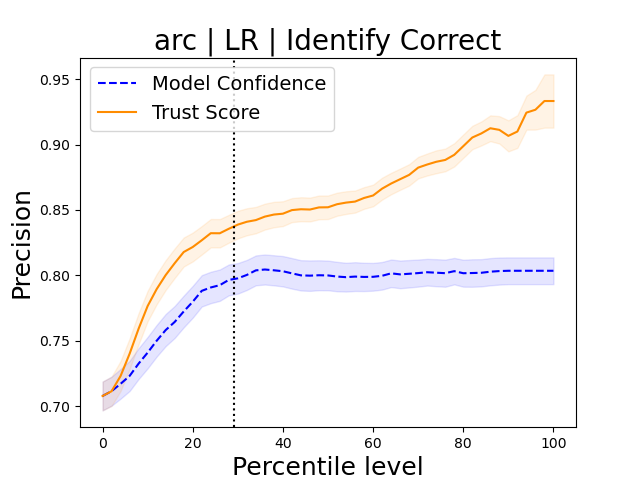 arc | LR | Identify Correct
Model Confidence
Trust Score
Precision
0.95
0.90
0.85
0.80
0.75
0.70
0 20 40 60 80 100
Percentile level